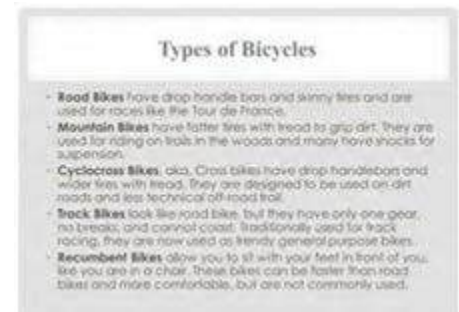 Types of Bicycles
· Road Bikes have drop handle bars and skinny tires and are
used for races like the Tour de France.
· Mountain Bikes have fatter tires with tread to grip dirt. They are
used for riding on trails in the woods and many have shocks for
suspension.
· Cyclocross Bikes, aka, Cross bikes have drop handlebars and
wider tires with tread. They are designed to be used on dirt
roads and less technical off-road trail.
· Track Bikes look like road bike, but they have only one gear,
no breaks, and cannot coast. Traditionally used for track
racing, they are now used as trendy general purpose bikes.
· Recumbent Bikes allow you to sit with your feet in front of you,
like you are in a chair. These bikes can be faster than road
bikes and more comfortable, but are not commonly used.